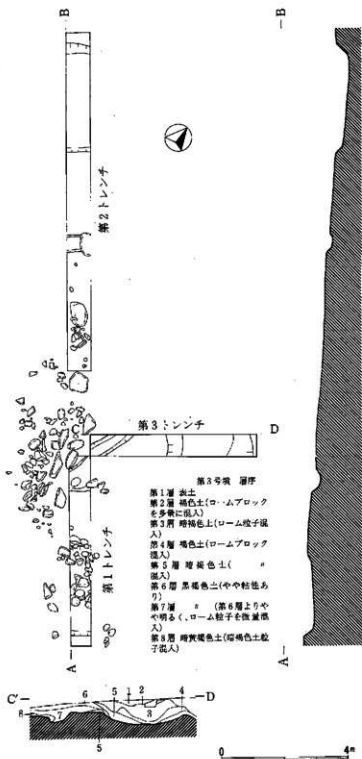 B
B
第2トレンチ
C
第3トレンチ
D
第3号墳 層序
第1層 表土
第2層 褐色土(ロームブロック
を多量に混入)
第3層 暗褐色土(ローム粒子混
入)
第4層 褐色土(ロームブロック
混入)
第5層 暗褐色土( 〃
混入)
第6層 黒褐色土(やや粘性あ
り)
第7層 〃 (第6層よりや
や明るく、ローム粒子を微量混
入)
第8層 暗黄褐色土(暗褐色土粒
子混入)
第1トレンチ
A
A
C'
6
5
1
2
4
D
8
7
3
5
0
4m